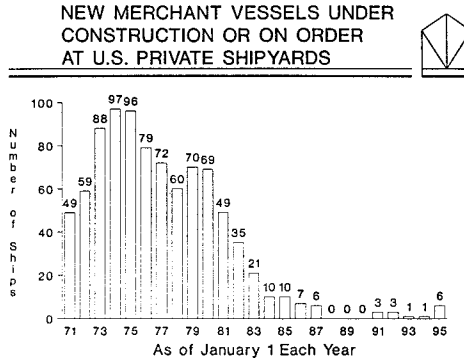 NEW MERCHANT VESSELS UNDER
CONSTRUCTION OR ON ORDER
AT U.S. PRIVATE SHIPYARDS
Number of Ships
100
80
60
40
20
0
49 59 88 97 96 79 72 60 70 69 49 35 21 10 10 7 6 0 0 0 3 3 1 1 6
71 73 75 77 79 81 83 85 87 89 91 93 95
As of January 1 Each Year